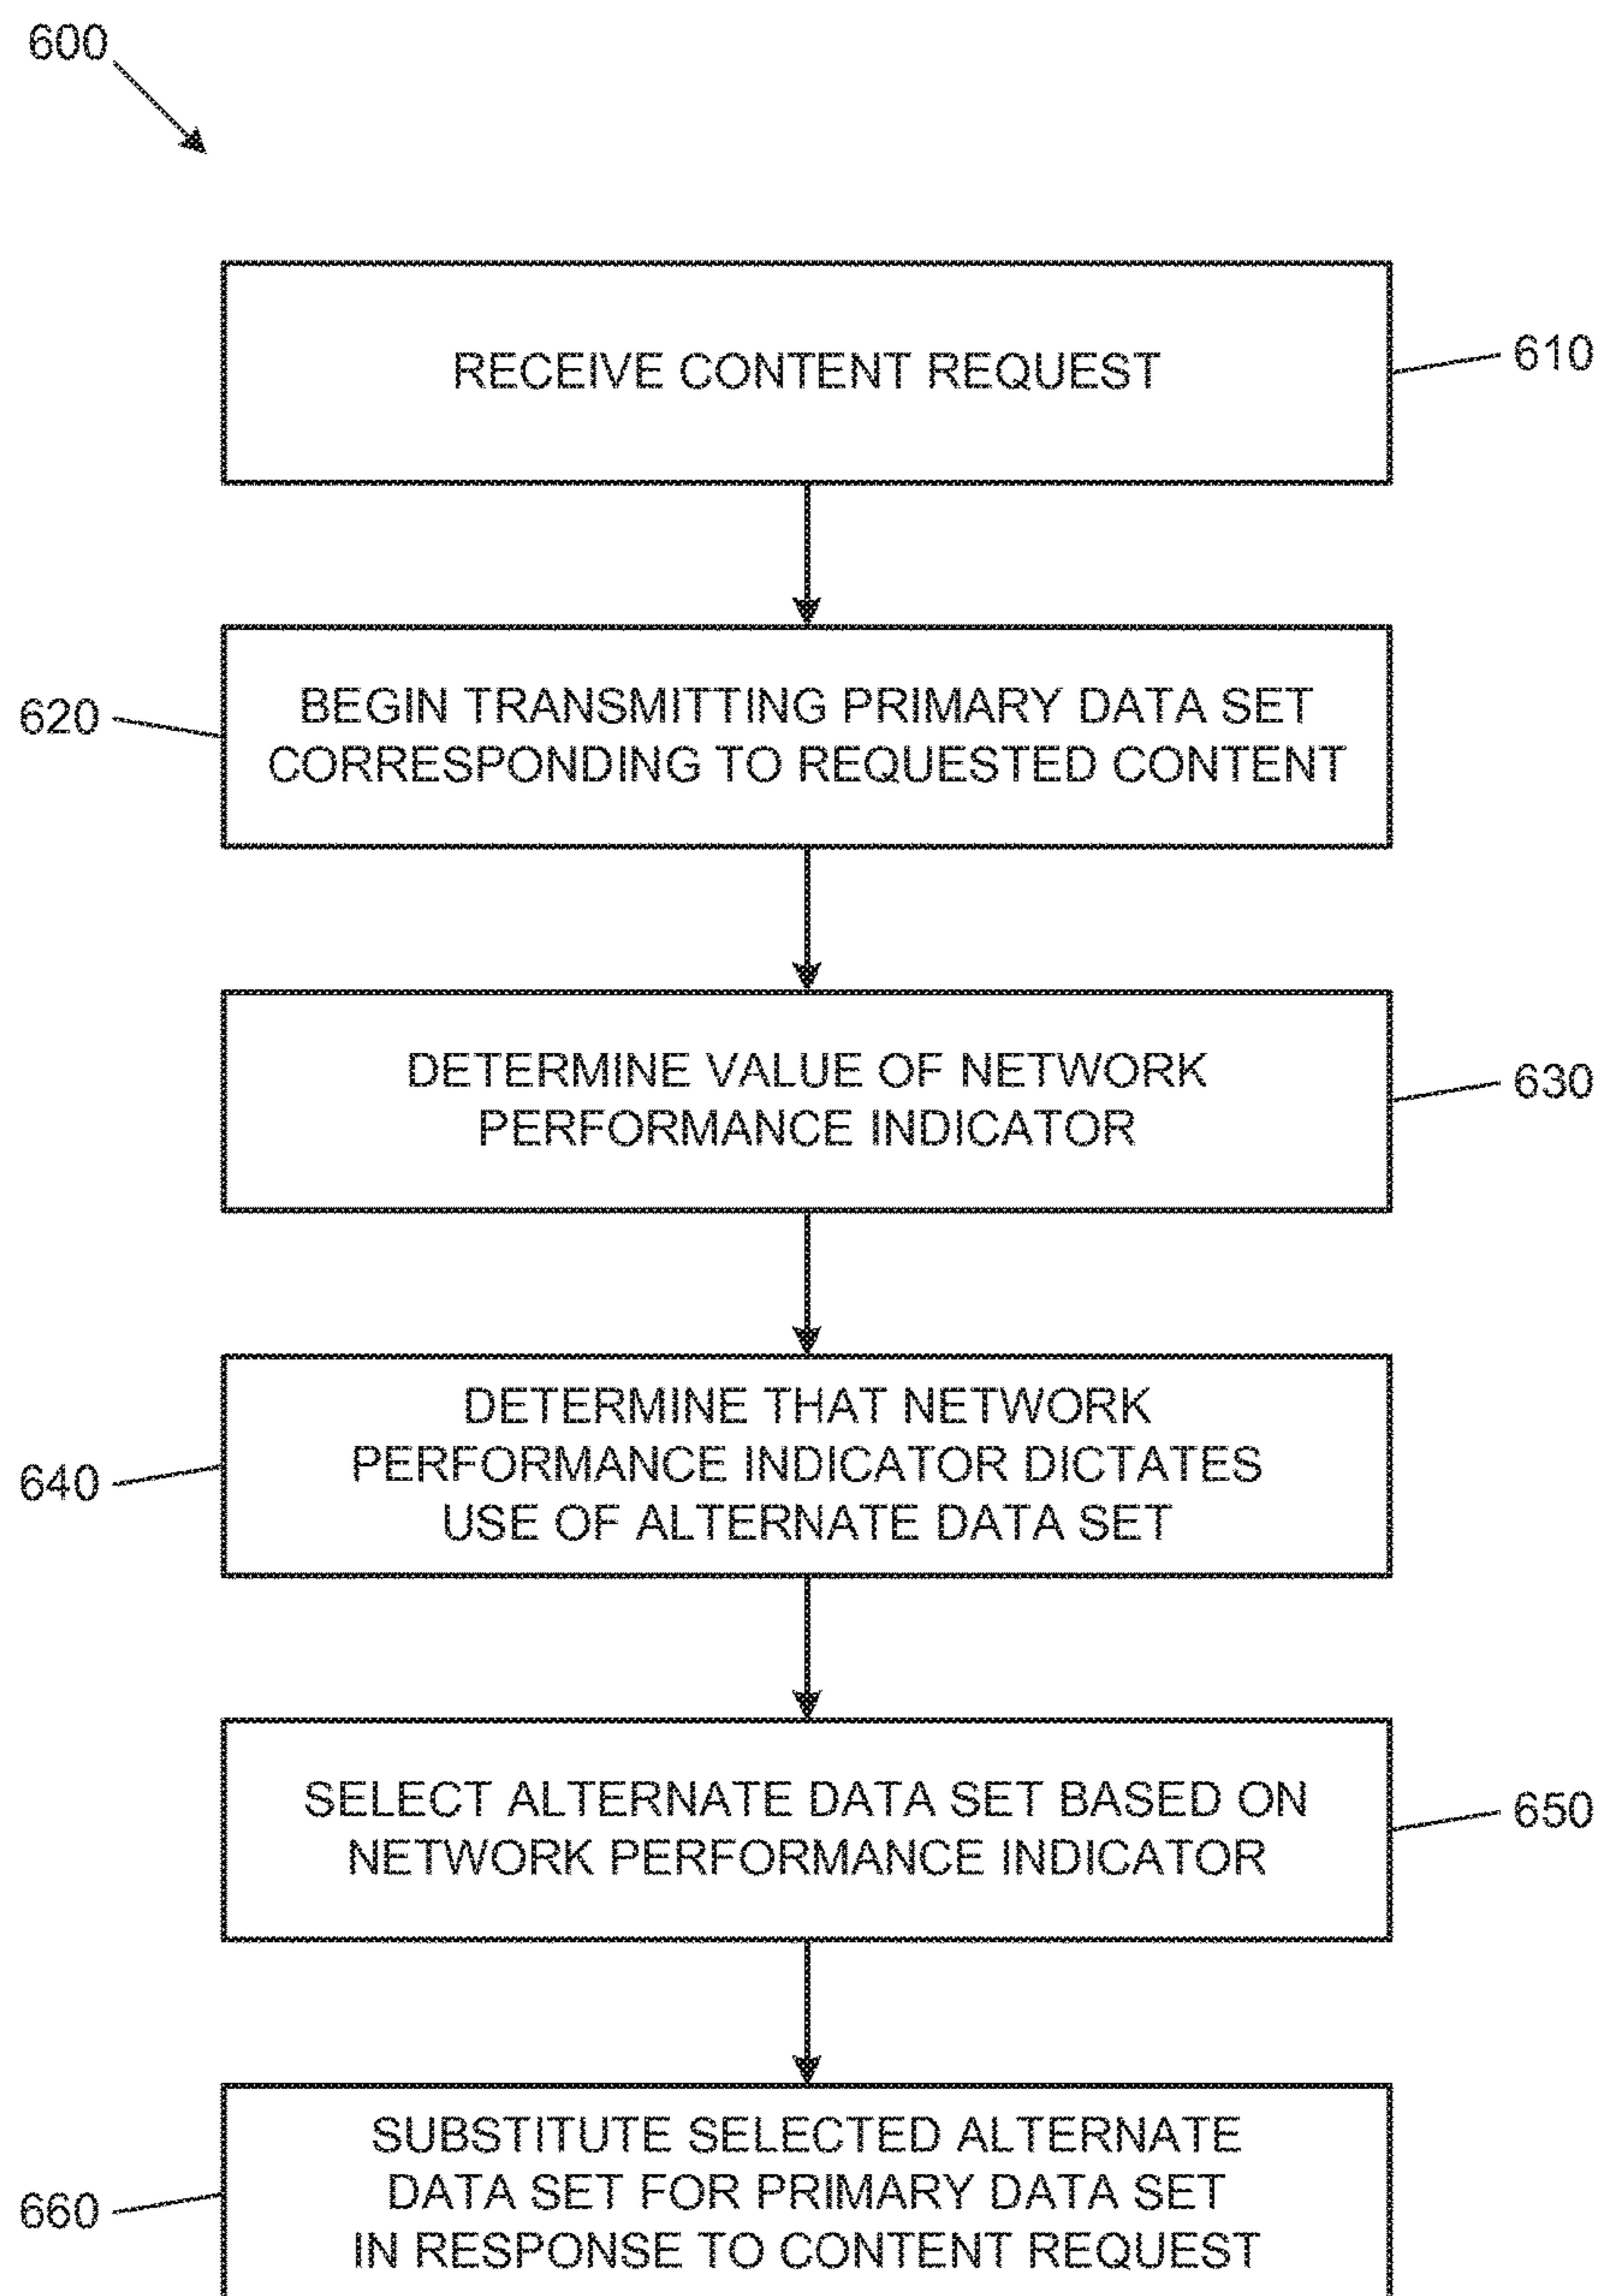 600
RECEIVE CONTENT REQUEST
610
BEGIN TRANSMITTING PRIMARY DATA SET
CORRESPONDING TO REQUESTED CONTENT
620
DETERMINE VALUE OF NETWORK
PERFORMANCE INDICATOR
630
DETERMINE THAT NETWORK
PERFORMANCE INDICATOR DICTATES
USE OF ALTERNATE DATA SET
640
SELECT ALTERNATE DATA SET BASED ON
NETWORK PERFORMANCE INDICATOR
650
SUBSTITUTE SELECTED ALTERNATE
DATA SET FOR PRIMARY DATA SET
IN RESPONSE TO CONTENT REQUEST
660